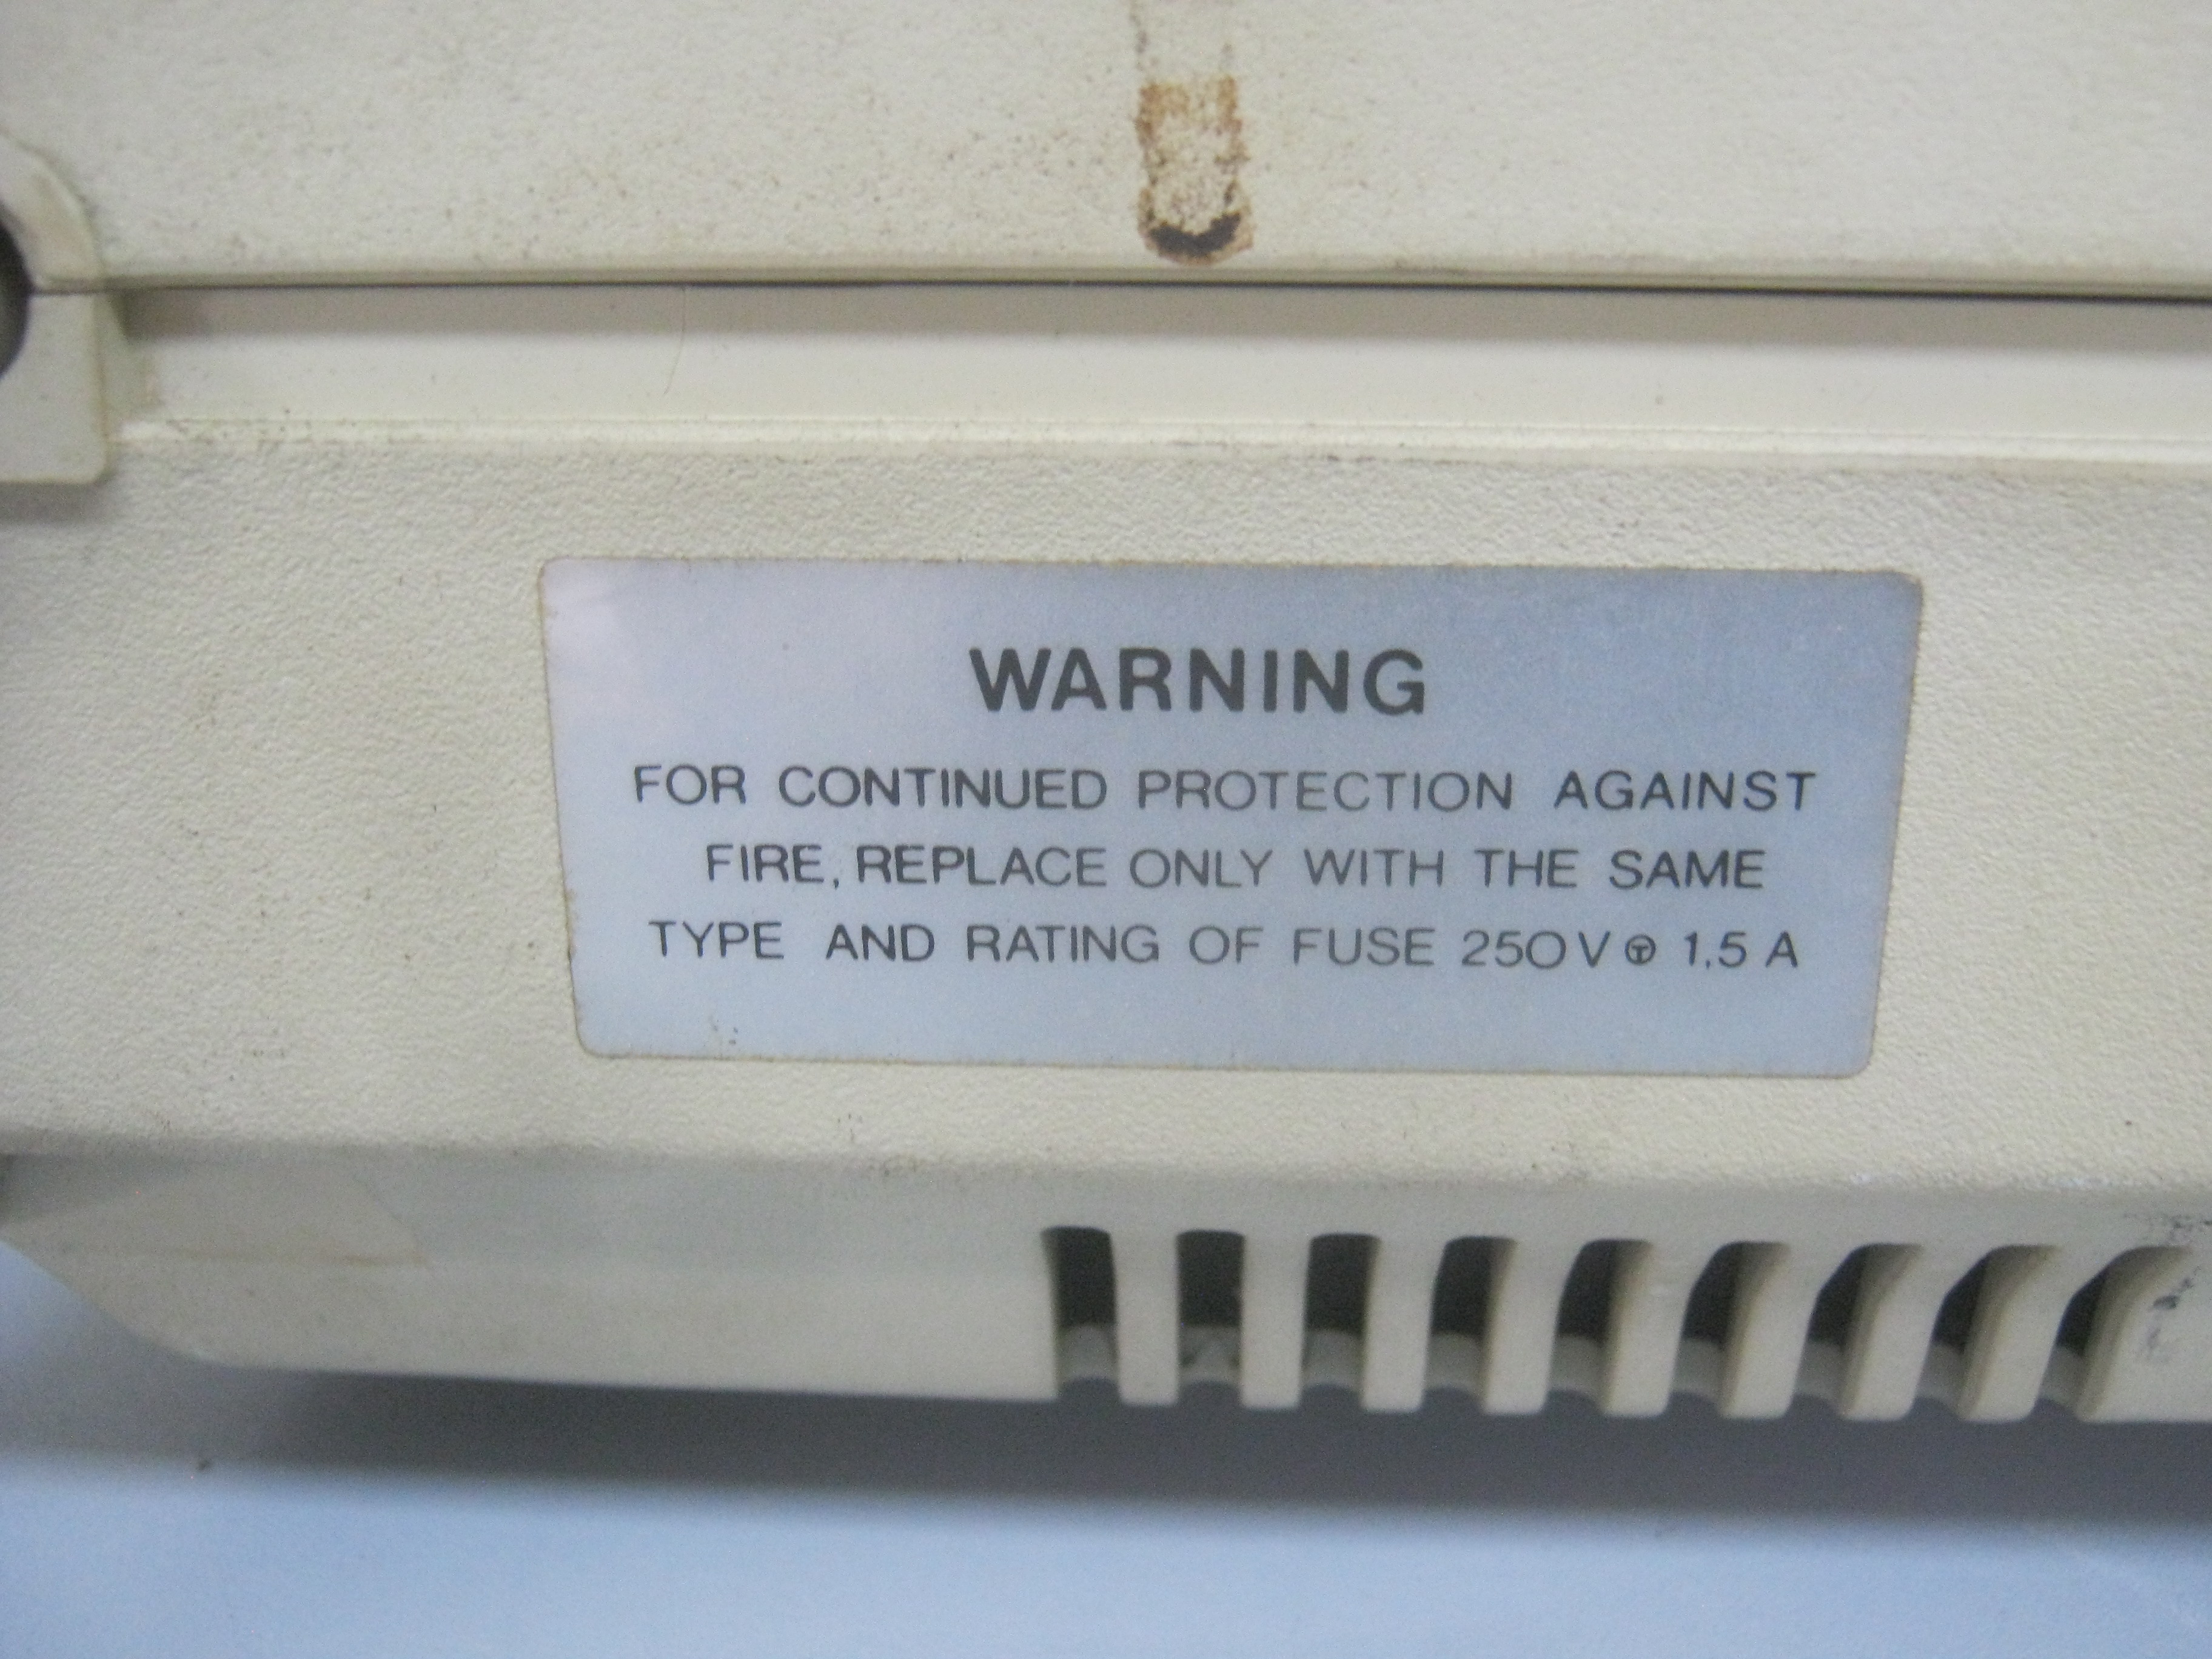 WARNING
FOR CONTINUED PROTECTION AGAINST
FIRE, REPLACE ONLY WITH THE SAME
TYPE AND RATING OF FUSE 250V Ⓣ 1.5 A